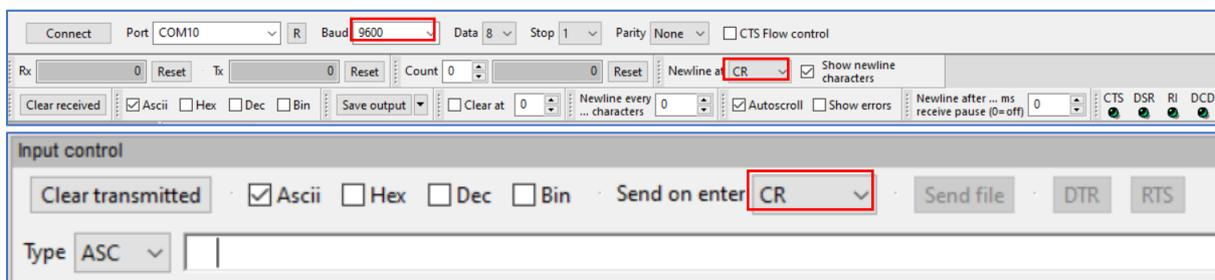 Connect Port COM10 R Baud 9600 Data 8 Stop 1 Parity None CTS Flow control
Rx 0 Reset Tx 0 Reset Count 0 0 Reset Newline at CR Show newline characters
Clear received Ascii Hex Dec Bin Save output Clear at 0 Newline every ... characters 0 Autoscroll Show errors Newline after ... ms receive pause (0=off) 0 CTS DSR RI DCD
Input control
Clear transmitted Ascii Hex Dec Bin Send on enter CR Send file DTR RTS
Type ASC